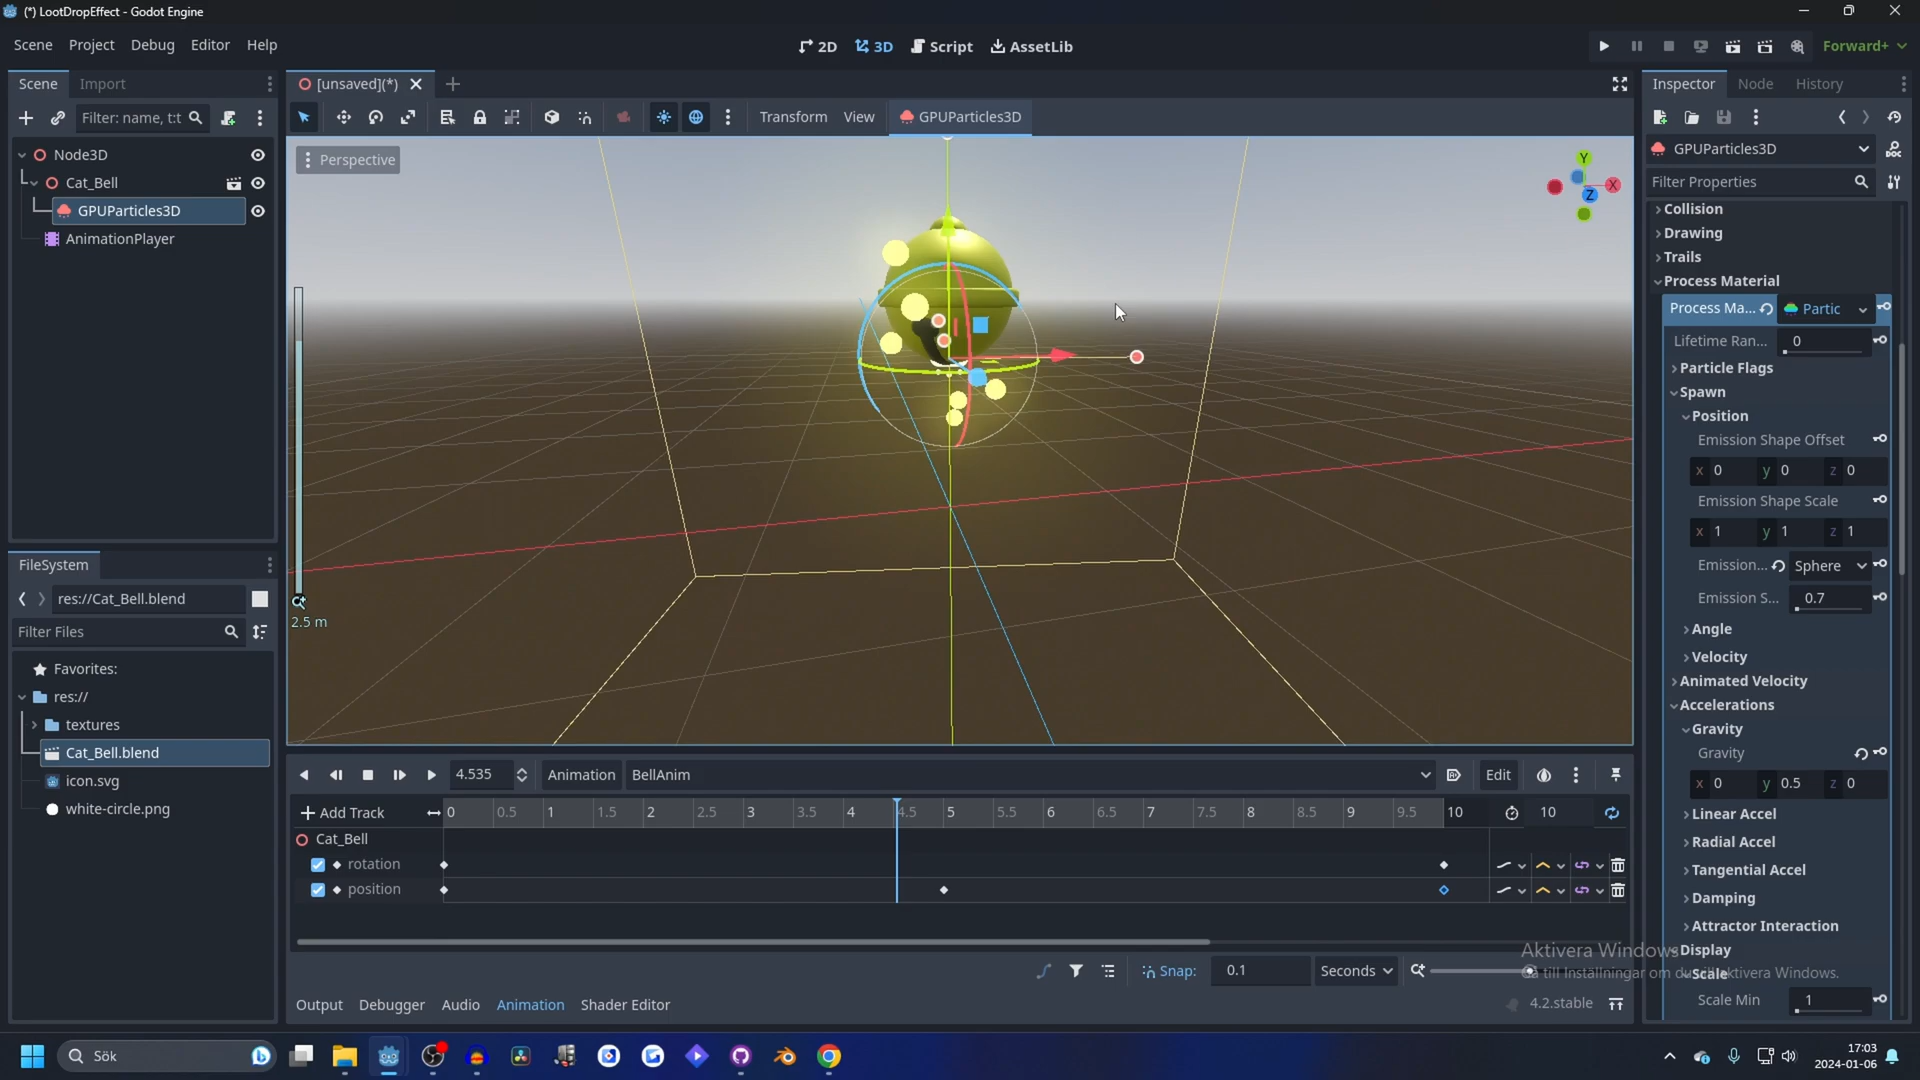 (*) LootDropEffect - Godot Engine
Scene Project Debug Editor Help
2D 3D Script AssetLib
Forward+
Scene Import
[unsaved](*)
Inspector Node History
Filter: name, t:t
Transform View GPUParticles3D
Node3D
Cat_Bell
GPUParticles3D
AnimationPlayer
Perspective
Y
X
Z
2.5 m
GPUParticles3D
Filter Properties
Collision
Drawing
Trails
Process Material
Process Ma... Partic
Lifetime Ran... 0
Particle Flags
Spawn
Position
Emission Shape Offset
x 0 y 0 z 0
Emission Shape Scale
x 1 y 1 z 1
Emission... Sphere
Emission S... 0.7
Angle
Velocity
Animated Velocity
Accelerations
Gravity
Gravity
x 0 y 0.5 z 0
Linear Accel
Radial Accel
Tangential Accel
Damping
Attractor Interaction
Display
Scale
Scale Min 1
FileSystem
res://Cat_Bell.blend
Filter Files
Favorites:
res://
textures
Cat_Bell.blend
icon.svg
white-circle.png
4.535 Animation BellAnim Edit
Add Track 0 0.5 1 1.5 2 2.5 3 3.5 4 4.5 5 5.5 6 6.5 7 7.5 8 8.5 9 9.5 10 10
Cat_Bell
rotation
position
Snap: 0.1 Seconds
Aktivera Windows
Output Debugger Audio Animation Shader Editor
4.2.stable
Sök
17:03
2024-01-06